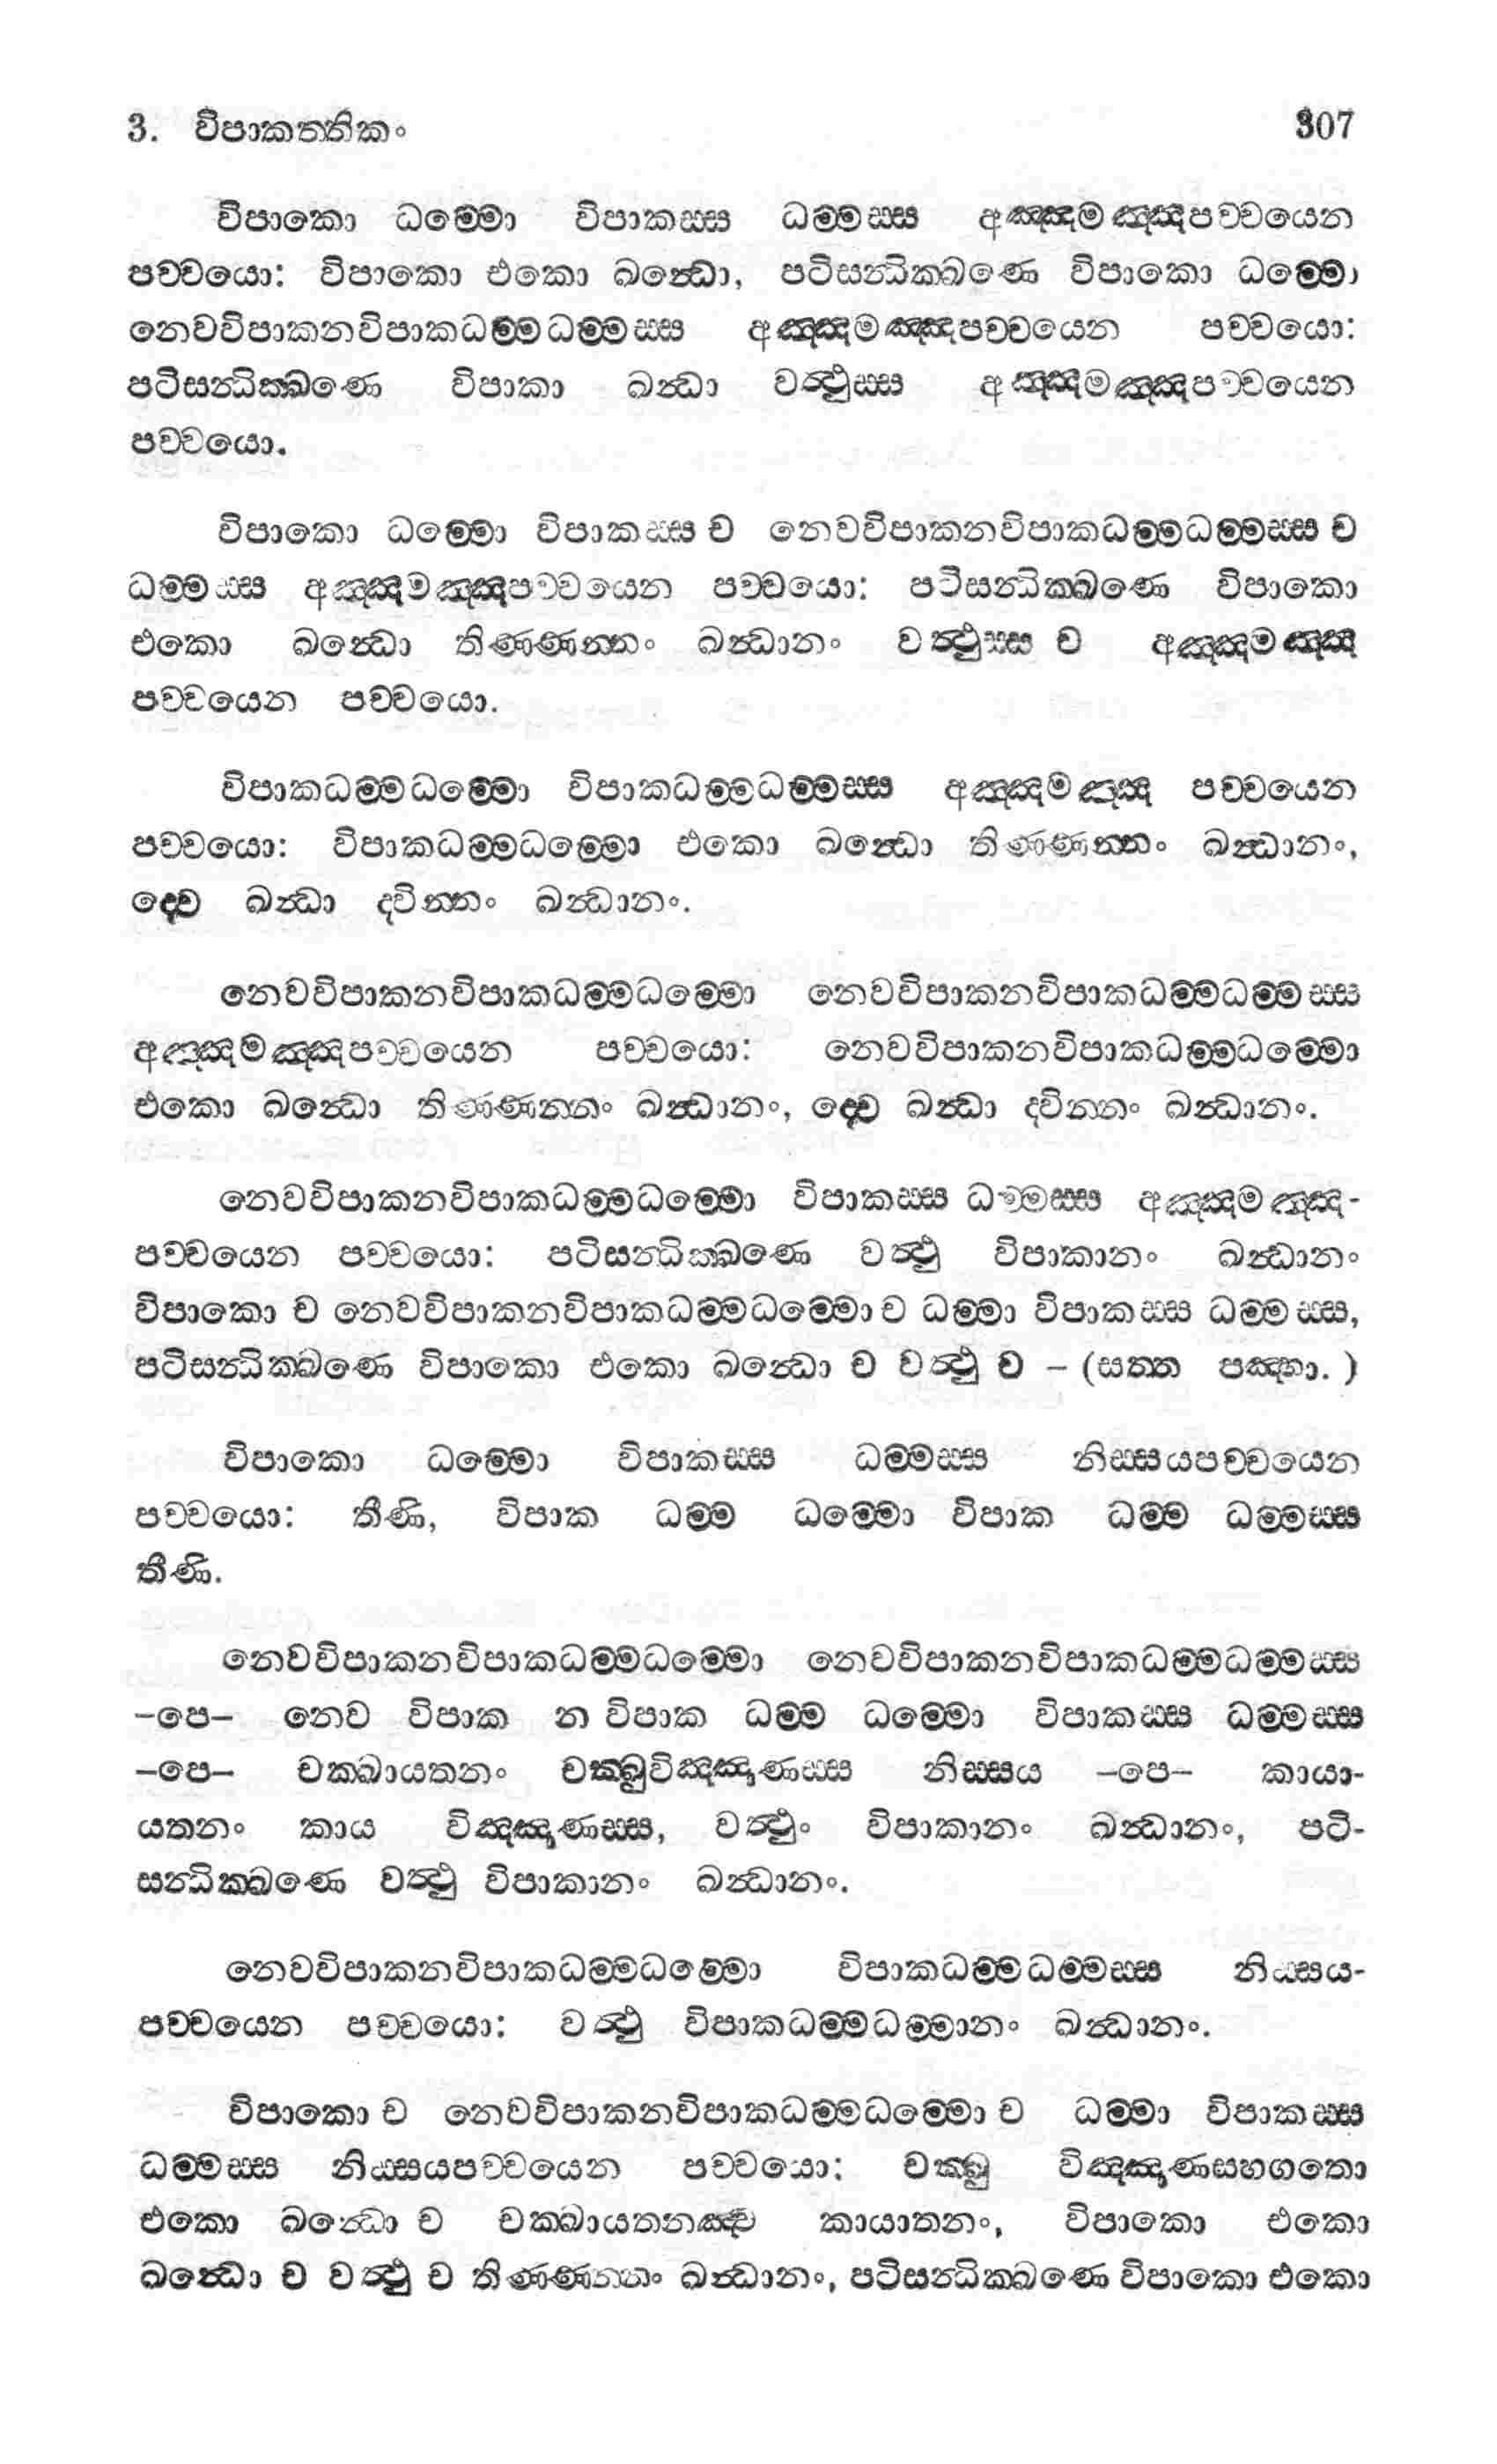 3. විපාකත්තිකං 307
විපාකො ධම්මො විපාකස්ස ධම්මස්ස අඤ්ඤමඤ්ඤපච්චයෙන
පච්චයො: විපාකො එකො ඛන්ධො, පටිසන්ධික්ඛණෙ විපාකො ධම්මො
නෙවවිපාකනවිපාකධම්මධම්මස්ස අඤ්ඤමඤ්ඤපච්චයෙන පච්චයො:
පටිසන්ධික්ඛණෙ විපාකා ඛන්ධා වත්ථුස්ස අඤ්ඤමඤ්ඤපච්චයෙන
පච්චයො.
විපාකො ධම්මො විපාකස්ස ච නෙවවිපාකනවිපාකධම්මධම්මස්ස ච
ධම්මස්ස අඤ්ඤමඤ්ඤපච්චයෙන පච්චයො: පටිසන්ධික්ඛණෙ විපාකො
එකො ඛන්ධො තිණ්ණන්නං ඛන්ධානං වත්ථුස්ස ච අඤ්ඤමඤ්ඤ
පච්චයෙන පච්චයො.
විපාකධම්මධම්මො විපාකධම්මධම්මස්ස අඤ්ඤමඤ්ඤ පච්චයෙන
පච්චයො: විපාකධම්මධම්මො එකො ඛන්ධො තිණ්ණන්නං ඛන්ධානං,
ද්වෙ ඛන්ධා ද්වින්නං ඛන්ධානං.
නෙවවිපාකනවිපාකධම්මධම්මො නෙවවිපාකනවිපාකධම්මධම්මස්ස
අඤ්ඤමඤ්ඤපච්චයෙන පච්චයො: නෙවවිපාකනවිපාකධම්මධම්මො
එකො ඛන්ධො තිණ්ණන්නං ඛන්ධානං, ද්වෙ ඛන්ධා ද්වින්නං ඛන්ධානං.
නෙවවිපාකනවිපාකධම්මධම්මො විපාකස්ස ධම්මස්ස අඤ්ඤමඤ්ඤ-
පච්චයෙන පච්චයො: පටිසන්ධික්ඛණෙ වත්ථු විපාකානං ඛන්ධානං
විපාකො ච නෙවවිපාකනවිපාකධම්මධම්මො ච ධම්මා විපාකස්ස ධම්මස්ස,
පටිසන්ධික්ඛණෙ විපාකො එකො ඛන්ධො ච වත්ථු ච – (සත්ත පඤ්හා.)
විපාකො ධම්මො විපාකස්ස ධම්මස්ස නිස්සයපච්චයෙන
පච්චයො: තීණි, විපාක ධම්ම ධම්මො විපාක ධම්ම ධම්මස්ස
තීණි.
නෙවවිපාකනවිපාකධම්මධම්මො නෙවවිපාකනවිපාකධම්මධම්මස්ස
–පෙ– නෙව විපාක න විපාක ධම්ම ධම්මො විපාකස්ස ධම්මස්ස
–පෙ– චක්ඛායතනං චක්ඛුවිඤ්ඤාණස්ස නිස්සය –පෙ– කායා-
යතනං කාය විඤ්ඤාණස්ස, වත්ථුං විපාකානං ඛන්ධානං, පටි-
සන්ධික්ඛණෙ වත්ථු විපාකානං ඛන්ධානං.
නෙවවිපාකනවිපාකධම්මධම්මො විපාකධම්මධම්මස්ස නිස්සය-
පච්චයෙන පච්චයො: වත්ථු විපාකධම්මධම්මානං ඛන්ධානං.
විපාකො ච නෙවවිපාකනවිපාකධම්මධම්මො ච ධම්මා විපාකස්ස
ධම්මස්ස නිස්සයපච්චයෙන පච්චයො: චක්ඛු විඤ්ඤාණසහගතො
එකො ඛන්ධො ච චක්ඛායතනඤ්ච කායාතනං, විපාකො එකො
ඛන්ධො ච වත්ථු ච තිණ්ණන්නං ඛන්ධානං, පටිසන්ධික්ඛණෙ විපාකො එකො